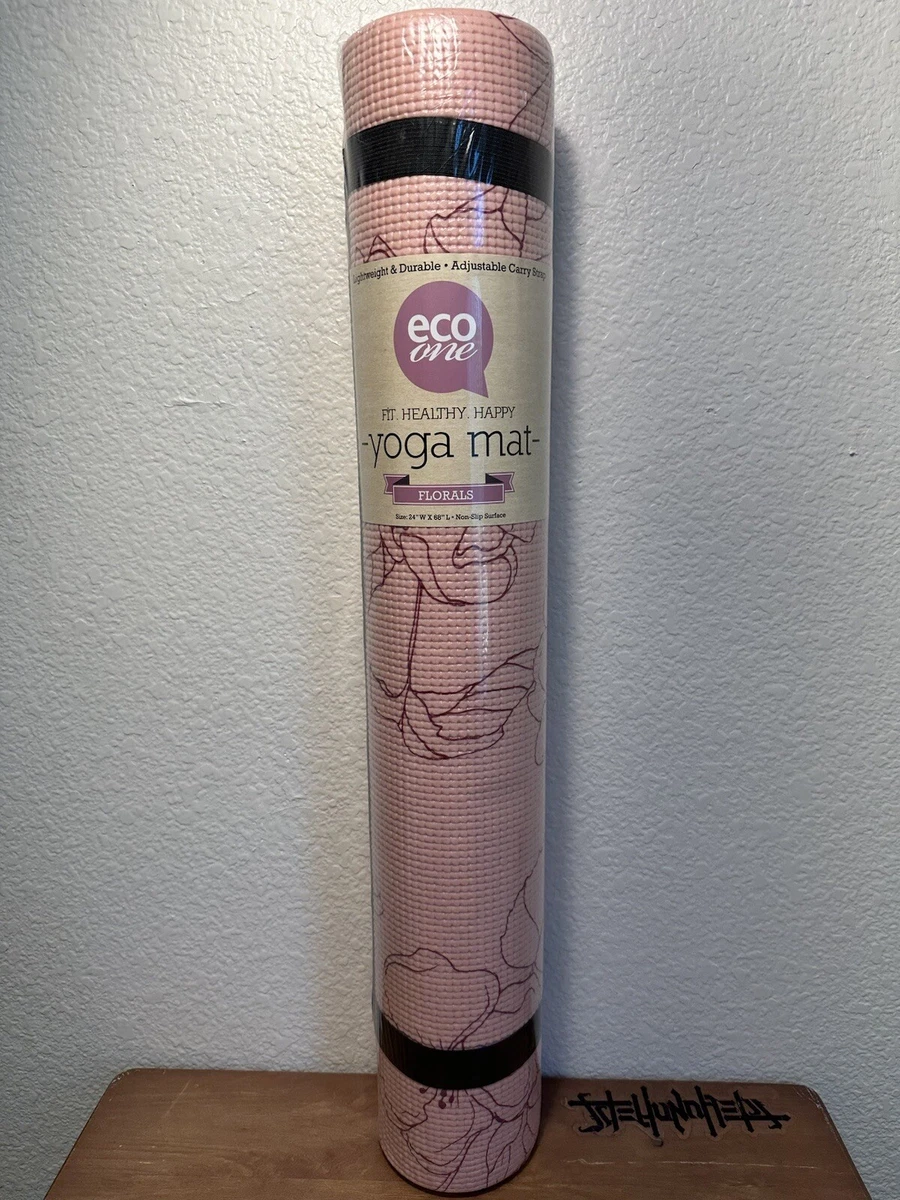 Lightweight & Durable • Adjustable Carry Strap
eco
one
FIT. HEALTHY. HAPPY
-yoga mat-
FLORALS
Size: 24" W X 68" L • Non-Slip Surface